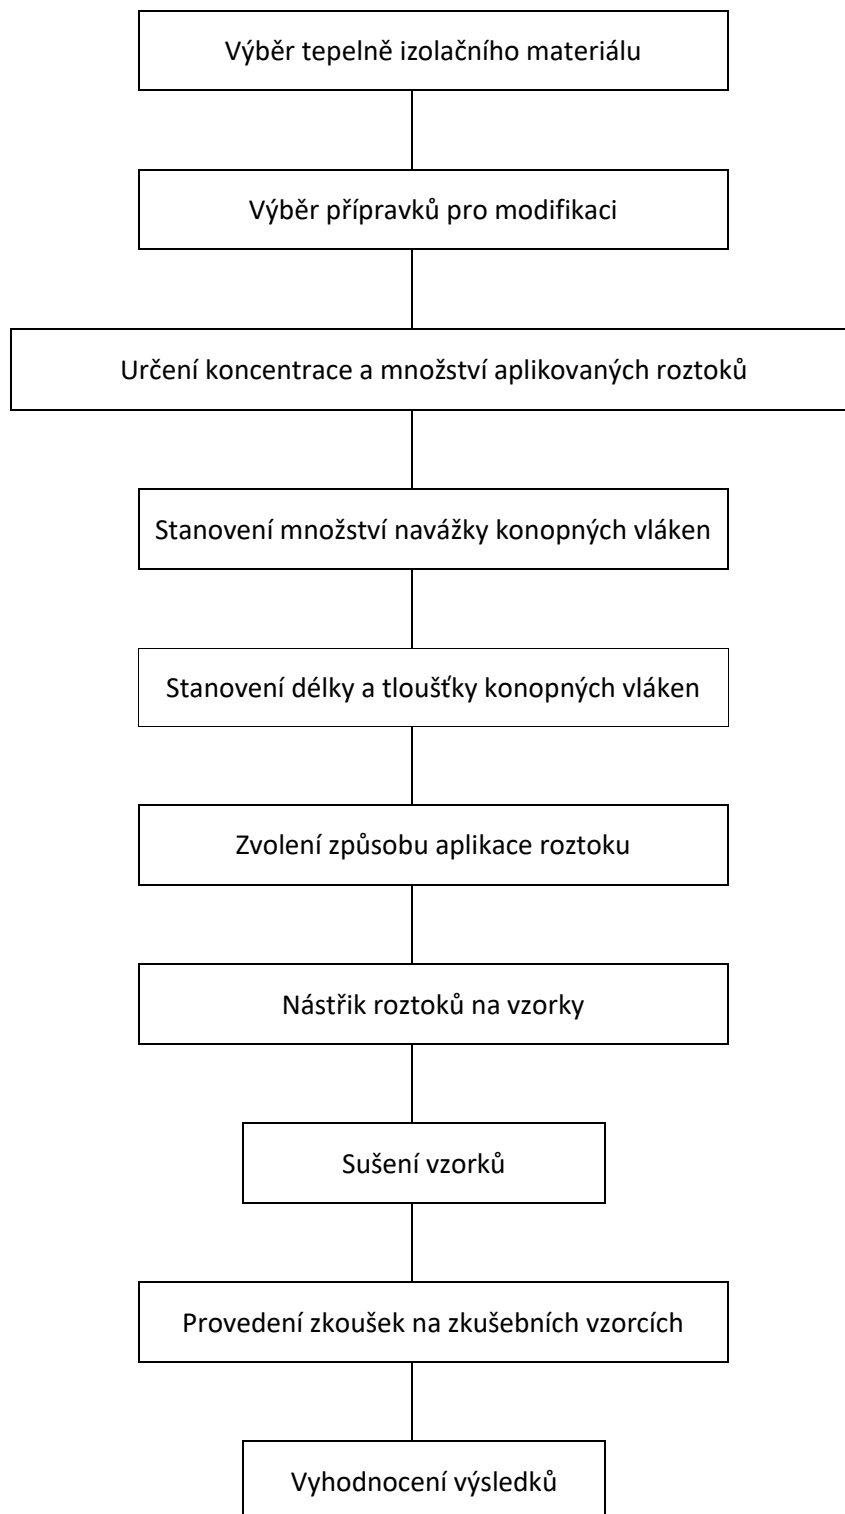 Výběr tepelně izolačního materiálu
Výběr přípravků pro modifikaci
Určení koncentrace a množství aplikovaných roztoků
Stanovení množství navážky konopných vláken
Stanovení délky a tloušťky konopných vláken
Zvolení způsobu aplikace roztoku
Nástřik roztoků na vzorky
Sušení vzorků
Provedení zkoušek na zkušebních vzorcích
Vyhodnocení výsledků